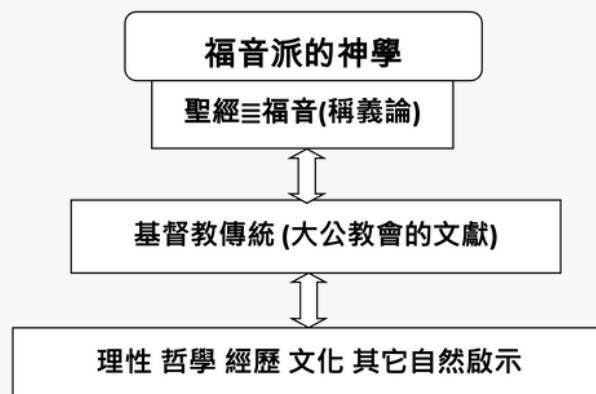 福音派的神學
聖經≣福音(稱義論)
基督教傳統 (大公教會的文獻)
理性 哲學 經歷 文化 其它自然啟示